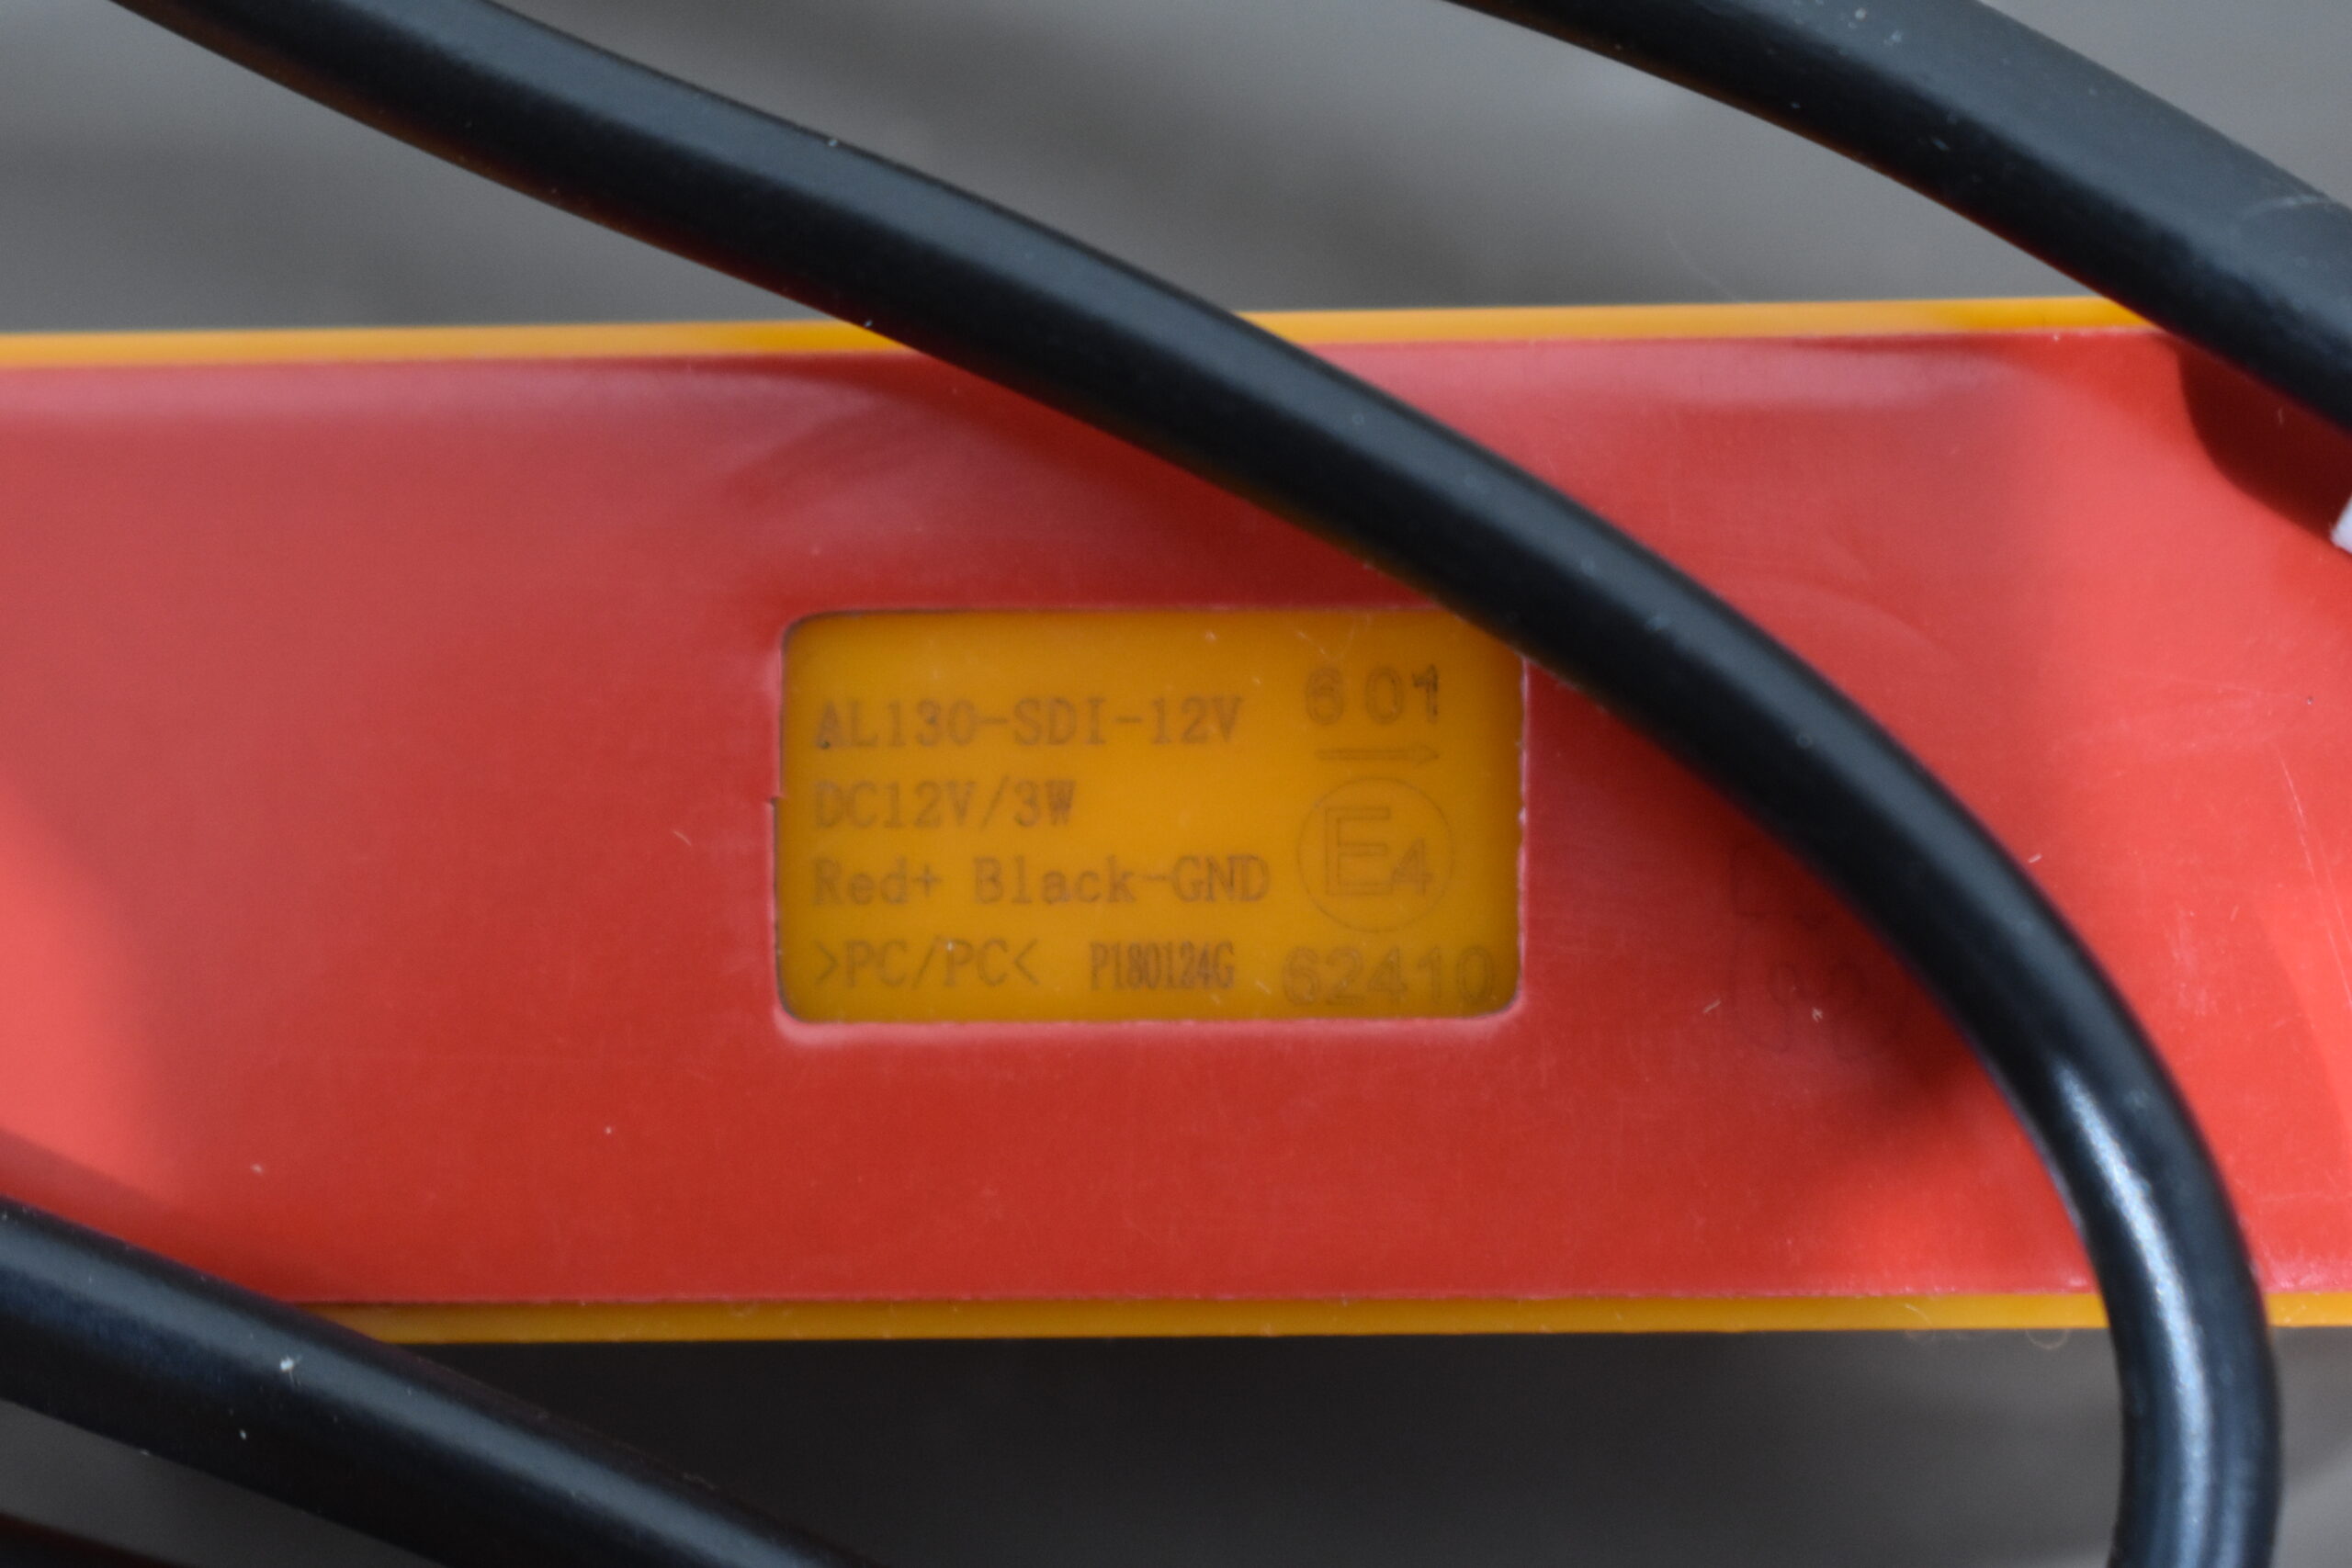 AL130-SDI-12V
DC12V/3W
Red+ Black-GND
>PC/PC< P180124G
601
E4
62410